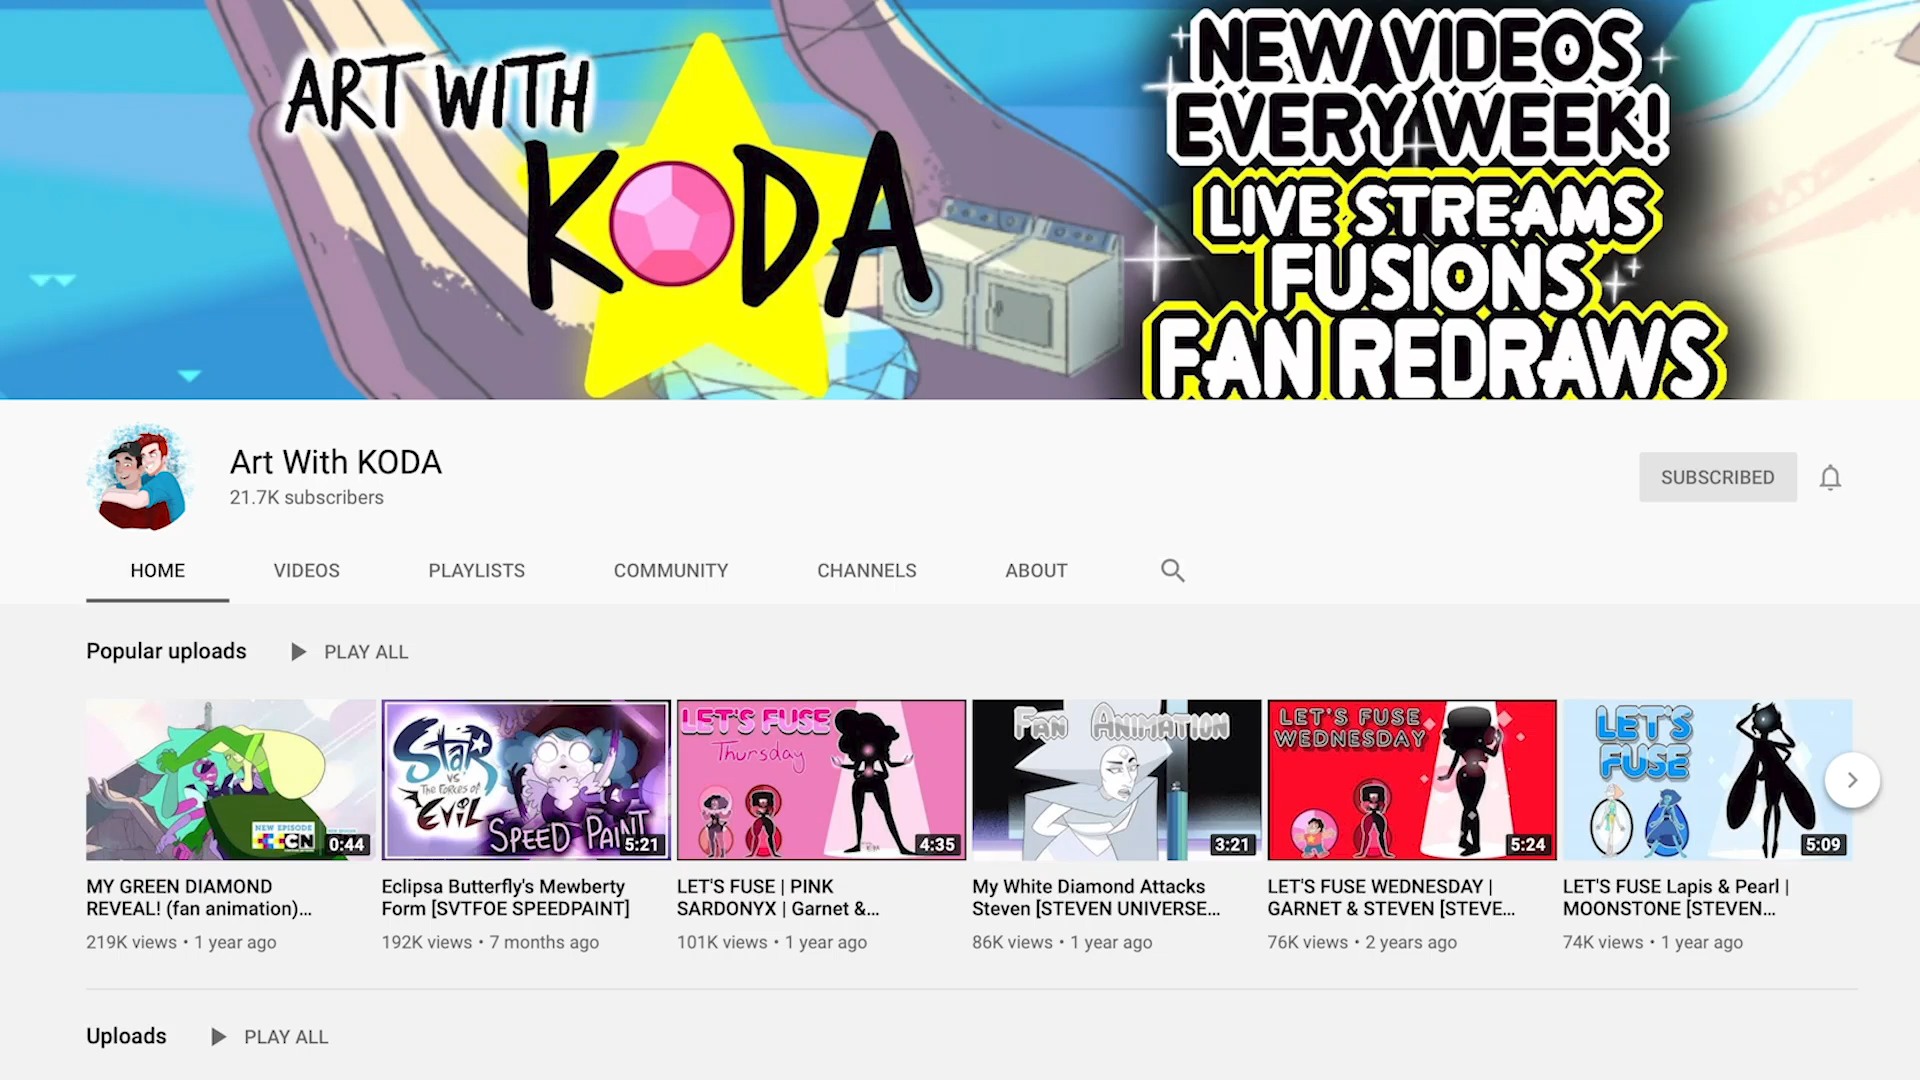 ART WITH
KODA
NEW VIDEOS
EVERY WEEK!
LIVE STREAMS
FUSIONS
FAN REDRAWS
Art With KODA
21.7K subscribers
SUBSCRIBED
HOME VIDEOS PLAYLISTS COMMUNITY CHANNELS ABOUT
Popular uploads PLAY ALL
NEW EPISODE
CN
0:44
STAR
VS
The FORCES of
EVIL
SPEED PAINT
5:21
LET'S FUSE
Thursday
4:35
FAN ANIMATION
3:21
LET'S FUSE
WEDNESDAY
5:24
LET'S
FUSE
5:09
MY GREEN DIAMOND
REVEAL! (fan animation)...
219K views • 1 year ago
Eclipsa Butterfly's Mewberty
Form [SVTFOE SPEEDPAINT]
192K views • 7 months ago
LET'S FUSE | PINK
SARDONYX | Garnet &...
101K views • 1 year ago
My White Diamond Attacks
Steven [STEVEN UNIVERSE...
86K views • 1 year ago
LET'S FUSE WEDNESDAY |
GARNET & STEVEN [STEVE...
76K views • 2 years ago
LET'S FUSE Lapis & Pearl |
MOONSTONE [STEVEN...
74K views • 1 year ago
Uploads PLAY ALL